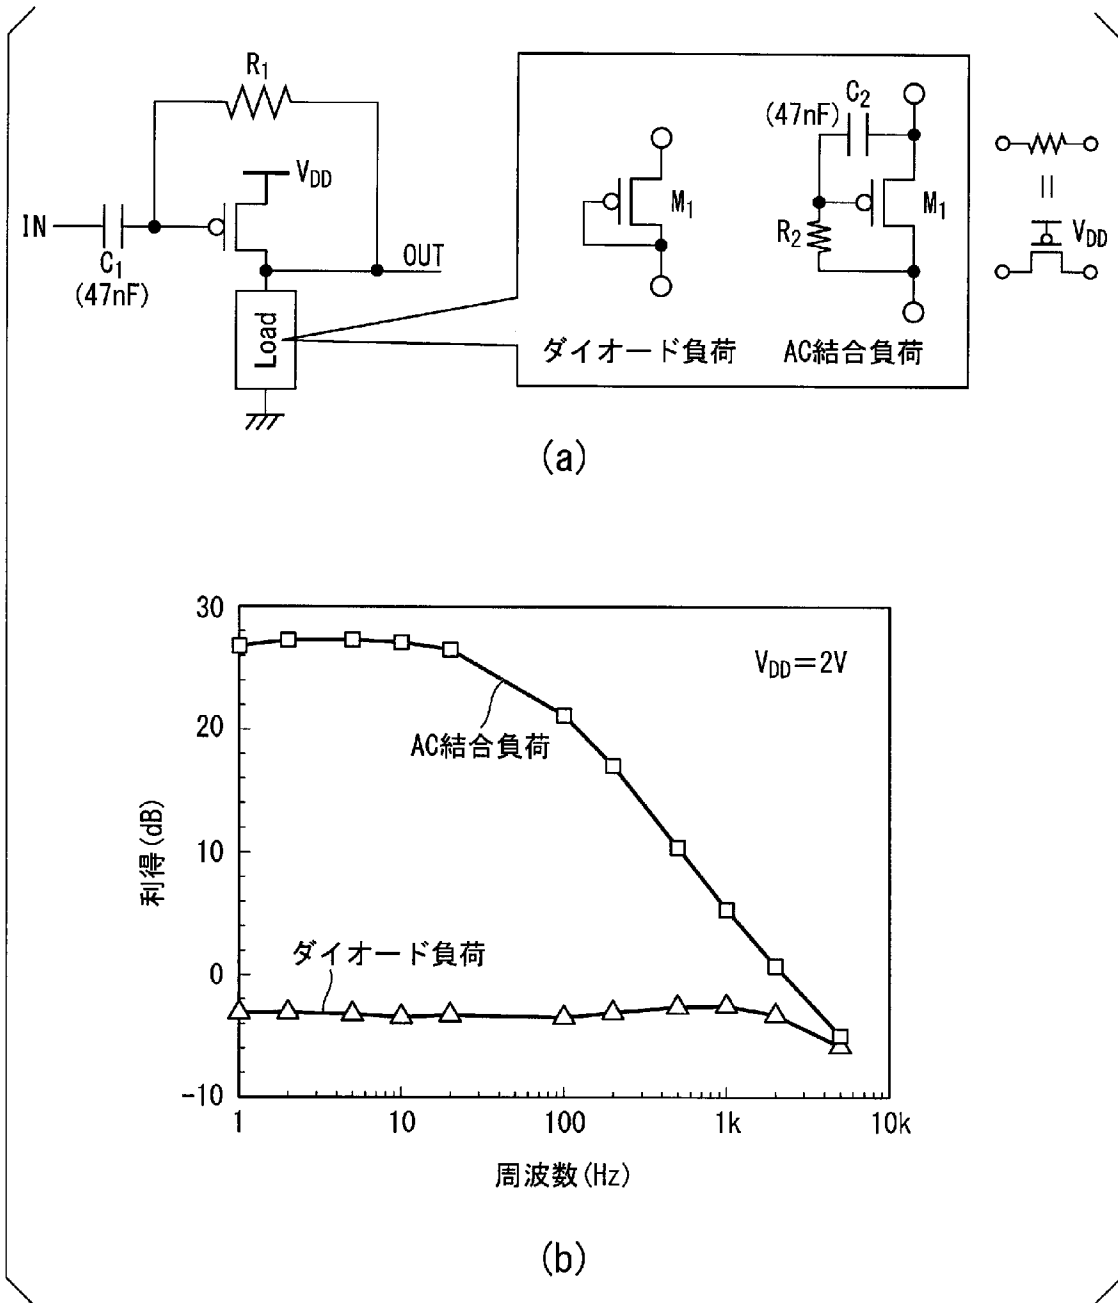 R1
VDD
IN
C1
(47nF)
OUT
Load
M1
ダイオード負荷
C2
(47nF)
R2
M1
AC結合負荷
VDD
(a)
30
20
10
0
-10
利得(dB)
VDD=2V
AC結合負荷
ダイオード負荷
1
10
100
1k
10k
周波数(Hz)
(b)